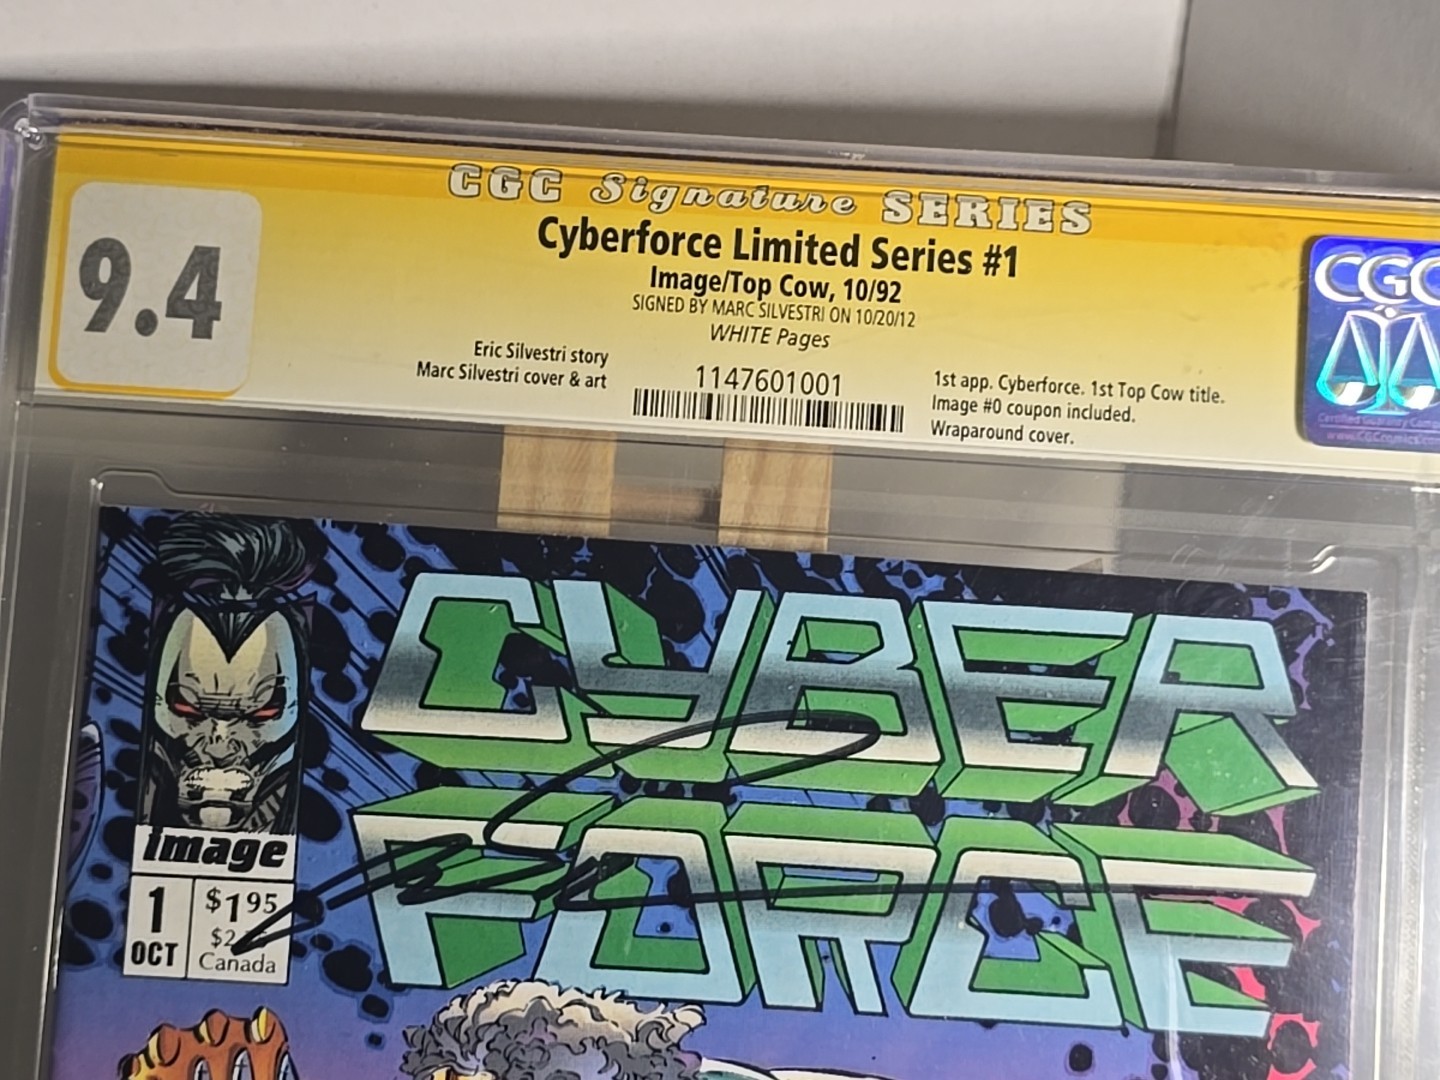 CGC Signature SERIES
9.4
Cyberforce Limited Series #1
Image/Top Cow, 10/92
SIGNED BY MARC SILVESTRI ON 10/20/12
WHITE Pages
Eric Silvestri story
Marc Silvestri cover & art
1147601001
1st app. Cyberforce. 1st Top Cow title.
Image #0 coupon included.
Wraparound cover.
CGC
CYBER
FORCE
image
1
OCT
$1.95
Canada